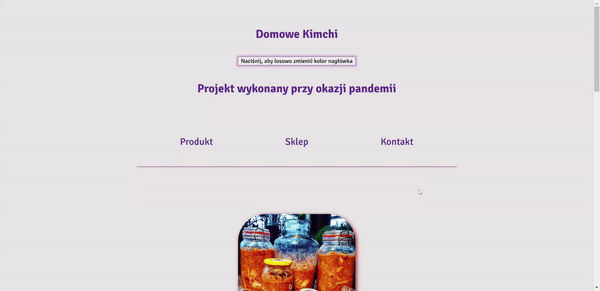 Domowe Kimchi
Naciśnij, aby losowo zmienić kolor nagłówka
Projekt wykonany przy okazji pandemii
Produkt Sklep Kontakt